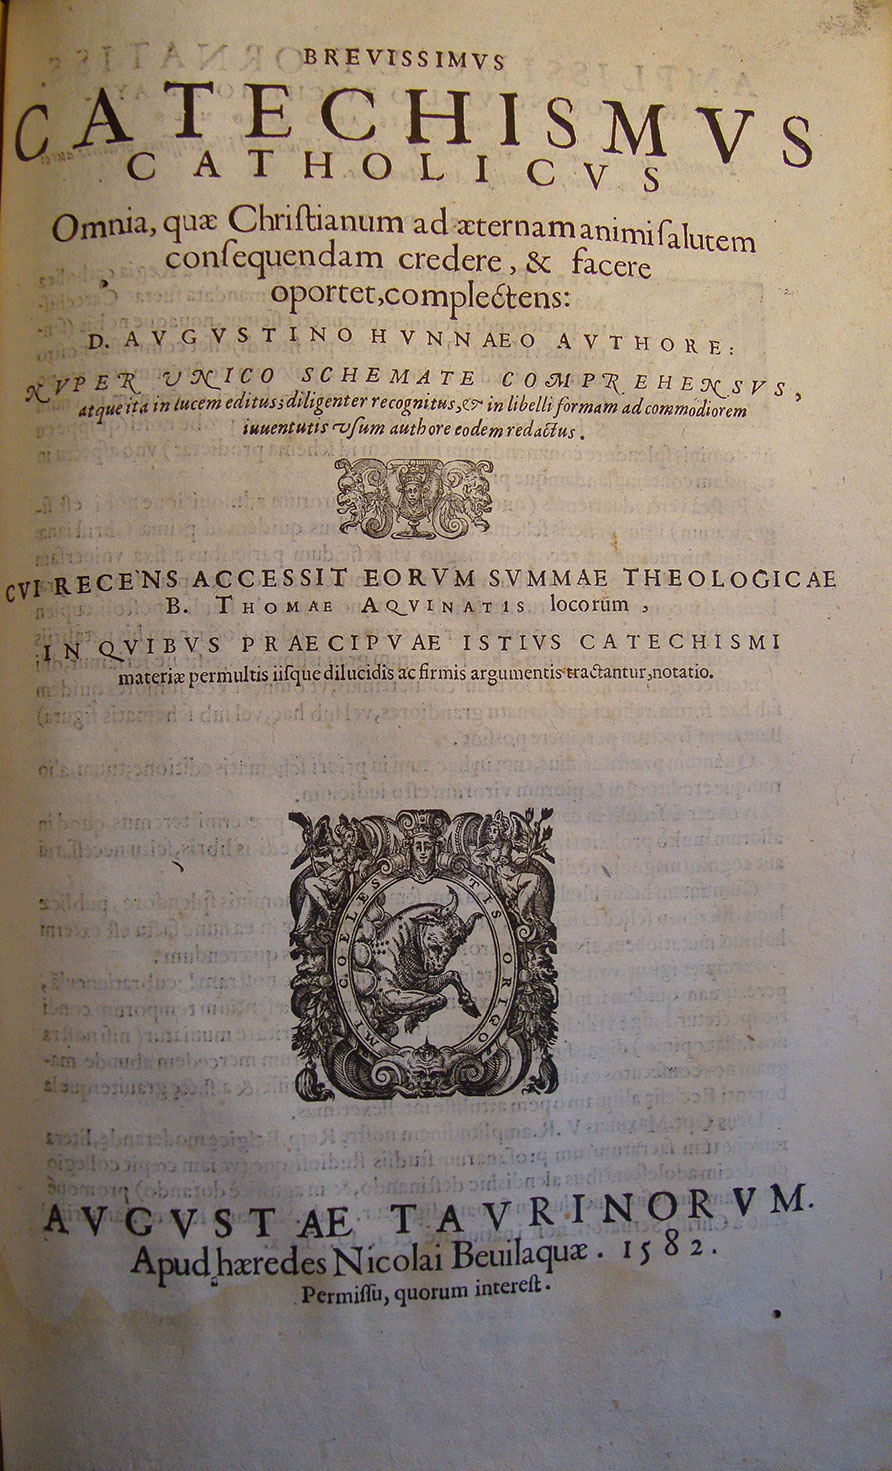 BREVISSIMVS
CATECHISMVS
CATHOLICVS
Omnia, quæ Chriſtianum ad æternam animi ſalutem
conſequendam credere, & facere
oportet, complectens:
D. AVGVSTINO HVNNAEO AVTHORE:
NVPER VNICO SCHEMATE COMPREHENSVS,
atque ita in lucem editus; diligenter recognitus, & in libelli formam ad commodiorem
iuuentutis vſum authore eodem redactus.
CVI RECENS ACCESSIT EORVM SVMMAE THEOLOGICAE
B. THOMAE AQVINATIS locorum,
IN QVIBVS PRAECIPVAE ISTIVS CATECHISMI
materiæ permultis iiſque dilucidis ac firmis argumentis tractantur, notatio.
MI COELESTIS ORIGO
AVGVSTAE TAVRINORVM.
Apud hæredes Nicolai Beuilaquæ. 1582.
Permiſſu, quorum intereſt.